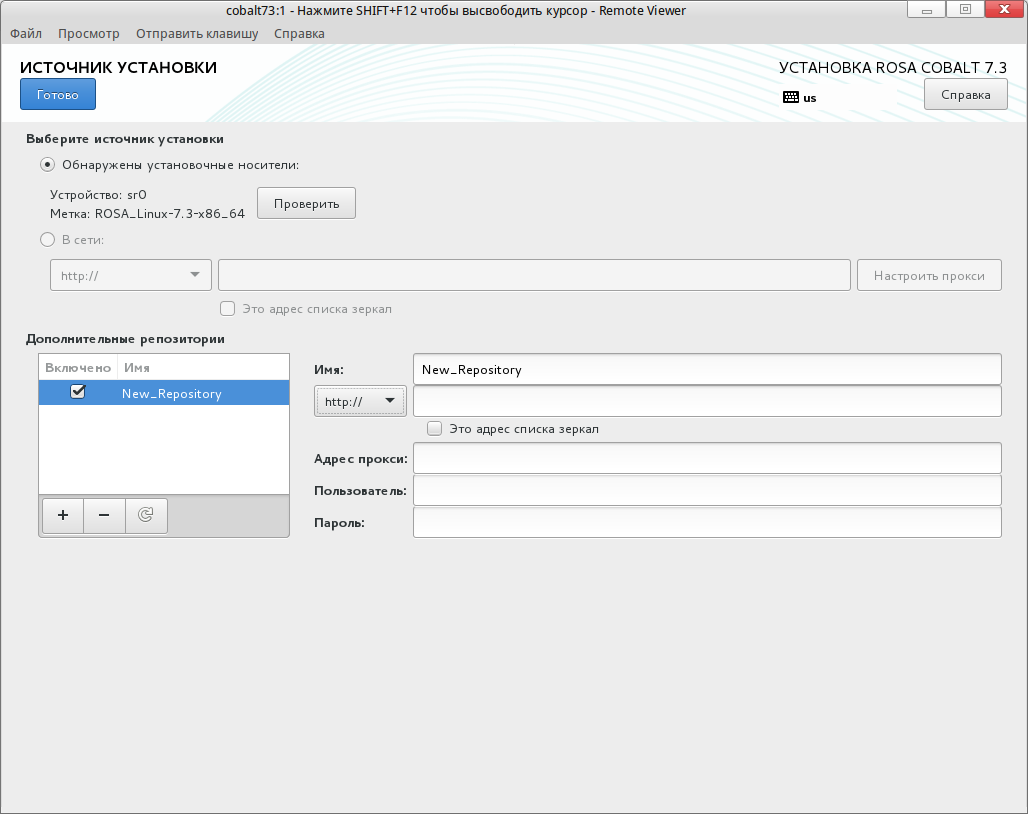 cobalt73:1 - Нажмите SHIFT+F12 чтобы высвободить курсор - Remote Viewer
Файл Просмотр Отправить клавишу Справка
ИСТОЧНИК УСТАНОВКИ УСТАНОВКА ROSA COBALT 7.3
Готово us Справка
Выберите источник установки
Обнаружены установочные носители:
Устройство: sr0
Метка: ROSA_Linux-7.3-x86_64 Проверить
В сети:
http:// Настроить прокси
Это адрес списка зеркал
Дополнительные репозитории
Включено Имя
New_Repository
Имя: New_Repository
http://
Это адрес списка зеркал
Адрес прокси:
Пользователь:
Пароль: